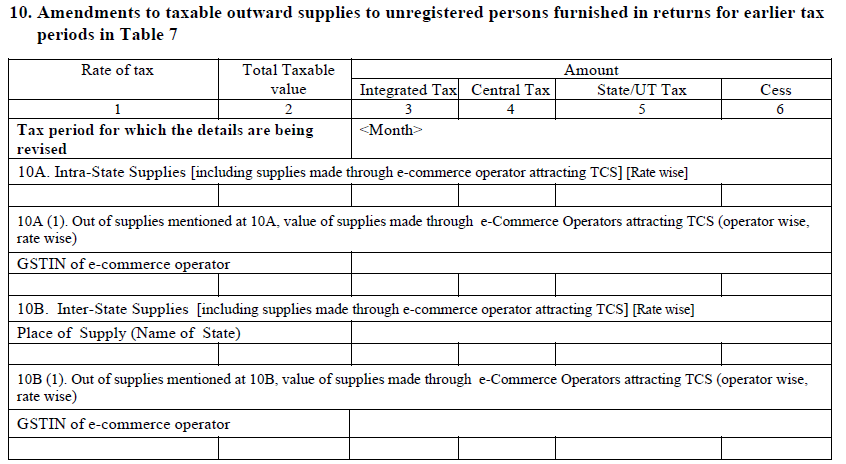 10. Amendments to taxable outward supplies to unregistered persons furnished in returns for earlier tax
periods in Table 7
Rate of tax
Total Taxable
value
Amount
Integrated Tax
Central Tax
State/UT Tax
Cess
1
2
3
4
5
6
Tax period for which the details are being
revised
<Month>
10A. Intra-State Supplies [including supplies made through e-commerce operator attracting TCS] [Rate wise]
10A (1). Out of supplies mentioned at 10A, value of supplies made through e-Commerce Operators attracting TCS (operator wise,
rate wise)
GSTIN of e-commerce operator
10B. Inter-State Supplies [including supplies made through e-commerce operator attracting TCS] [Rate wise]
Place of Supply (Name of State)
10B (1). Out of supplies mentioned at 10B, value of supplies made through e-Commerce Operators attracting TCS (operator wise,
rate wise)
GSTIN of e-commerce operator